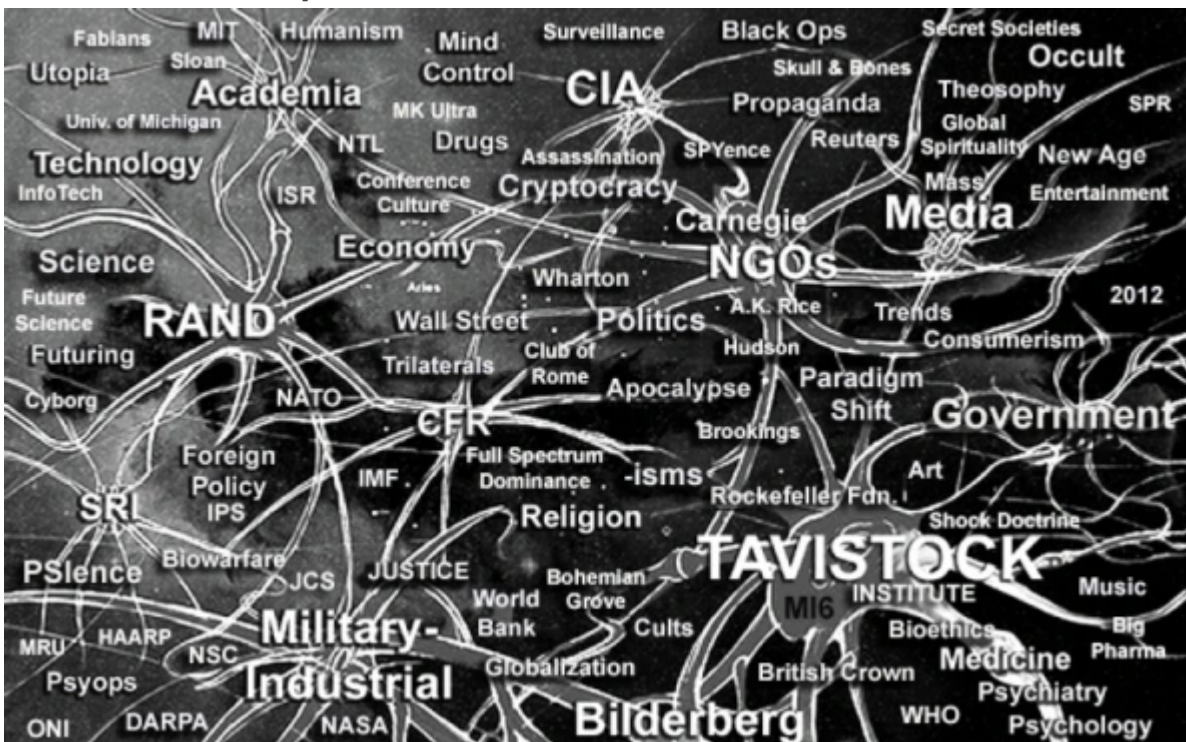 Fabians
MIT
Humanism
Mind
Control
Surveillance
Black Ops
Secret Societies
Occult
Utopia
Sloan
Academia
CIA
Skull & Bones
Theosophy
SPR
MK Ultra
Propaganda
Univ. of Michigan
NTL
Drugs
Assassination
SPYence
Reuters
Global
Spirituality
New Age
Technology
InfoTech
ISR
Conference
Culture
Cryptocracy
Mass
Media
Entertainment
Economy
Carnegie
NGOs
Science
Wharton
Aries
2012
Future
Science
RAND
Wall Street
Politics
A.K. Rice
Trends
Consumerism
Futuring
Trilaterals
Club of
Rome
Hudson
Cyborg
NATO
Apocalypse
Paradigm
Shift
Government
CFR
Brookings
Foreign
Policy
IPS
IMF
Full Spectrum
Dominance
-isms
Art
SRI
Rockefeller Fdn.
Religion
Shock Doctrine
Biowarfare
TAVISTOCK
INSTITUTE
PSIence
JCS
JUSTICE
Bohemian
Grove
MI6
Music
World
Bank
Military-
Industrial
Cults
Bioethics
Big
Pharma
MRU
HAARP
NSC
Globalization
British Crown
Medicine
Psyops
Psychiatry
Bilderberg
WHO
Psychology
ONI
DARPA
NASA